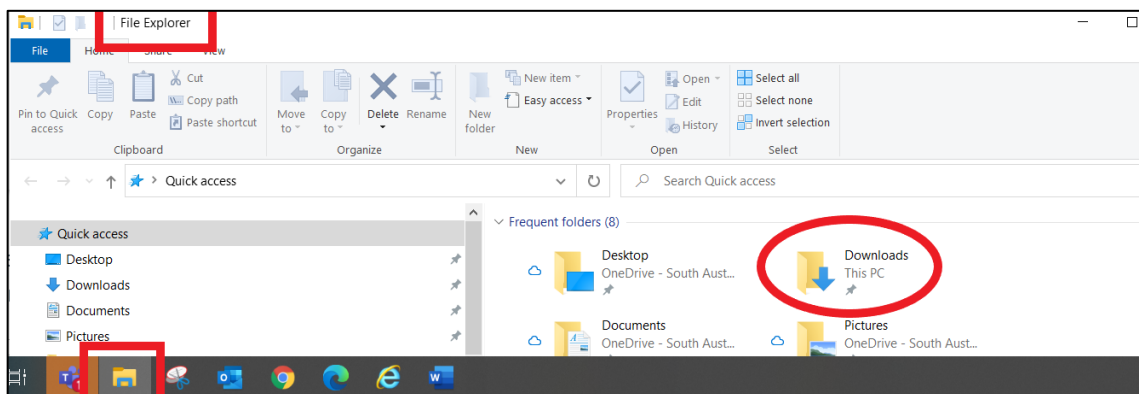 File Explorer
File Home Share View
Pin to Quick access
Copy
Paste
Cut
Copy path
Paste shortcut
Clipboard
Move to
Copy to
Delete
Rename
Organize
New folder
New item
Easy access
New
Properties
Open
Edit
History
Open
Select all
Select none
Invert selection
Select
Quick access
Search Quick access
Quick access
Desktop
Downloads
Documents
Pictures
Frequent folders (8)
Desktop
OneDrive - South Aust...
Downloads
This PC
Documents
OneDrive - South Aust...
Pictures
OneDrive - South Aust...